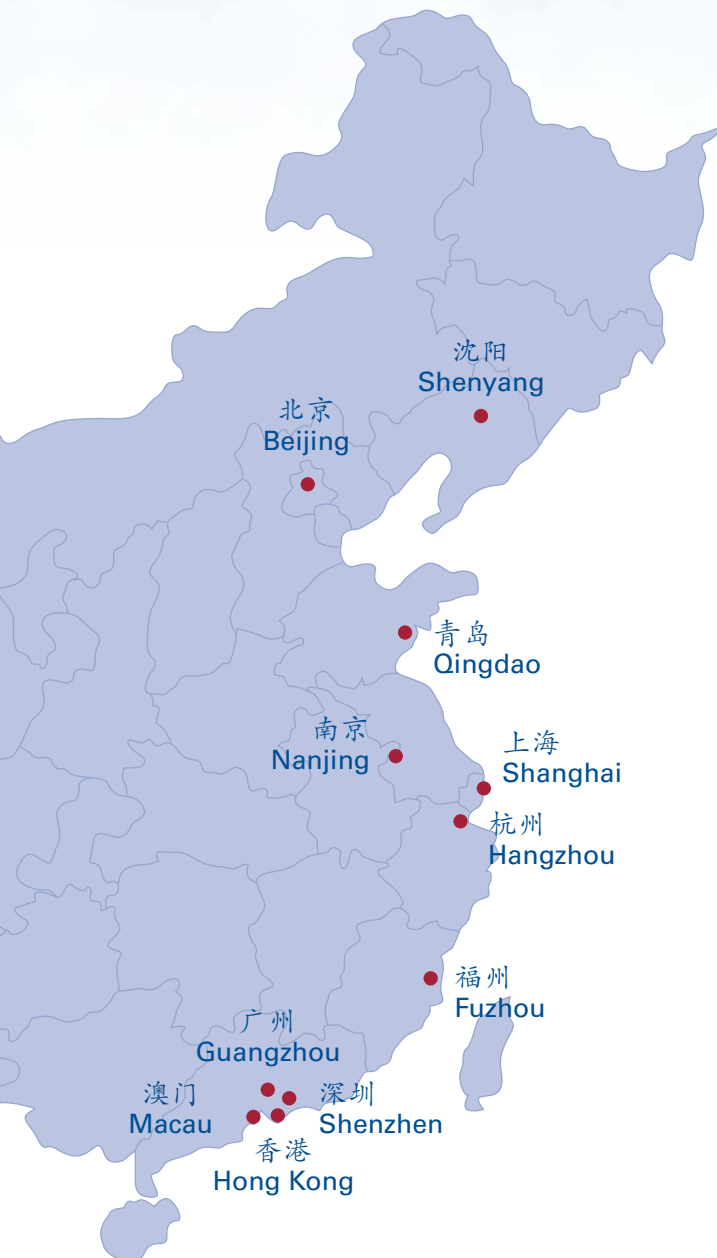 沈阳
Shenyang
北京
Beijing
青岛
Qingdao
南京
Nanjing
上海
Shanghai
杭州
Hangzhou
福州
Fuzhou
广州
Guangzhou
澳门
Macau
深圳
Shenzhen
香港
Hong Kong